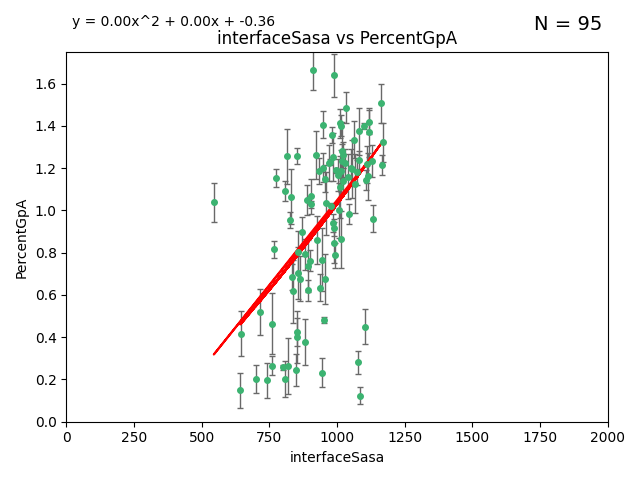 y = 0.00x^2 + 0.00x + -0.36
N = 95
interfaceSasa vs PercentGpA
PercentGpA
1.6
1.4
1.2
1.0
0.8
0.6
0.4
0.2
0.0
0 250 500 750 1000 1250 1500 1750 2000
interfaceSasa